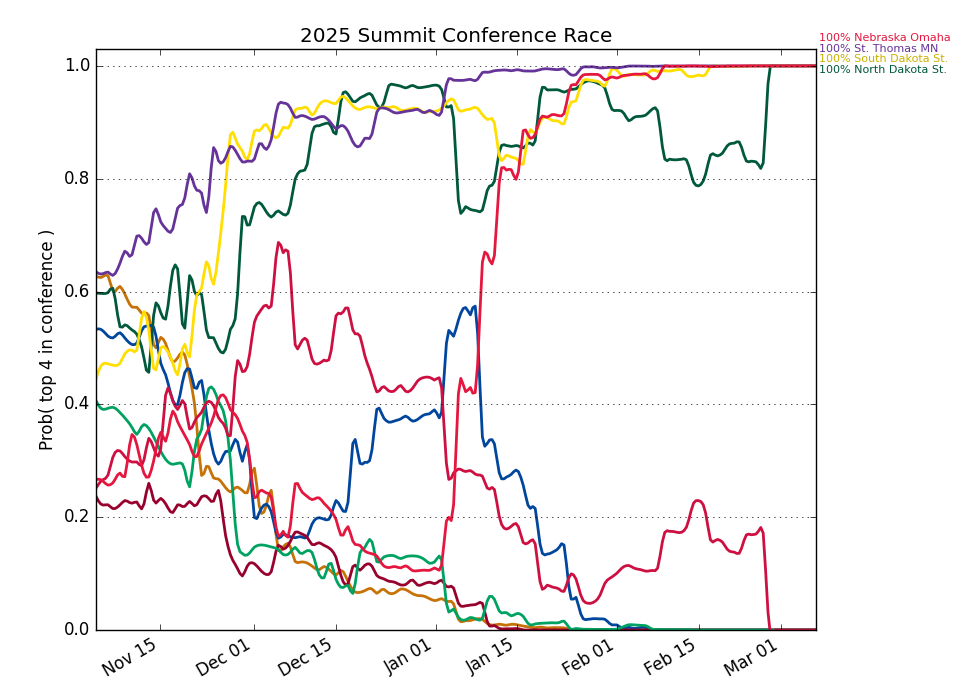 2025 Summit Conference Race
100% Nebraska Omaha
100% St. Thomas MN
100% South Dakota St.
100% North Dakota St.
Prob( top 4 in conference )
1.0
0.8
0.6
0.4
0.2
0.0
Nov 15
Dec 01
Dec 15
Jan 01
Jan 15
Feb 01
Feb 15
Mar 01